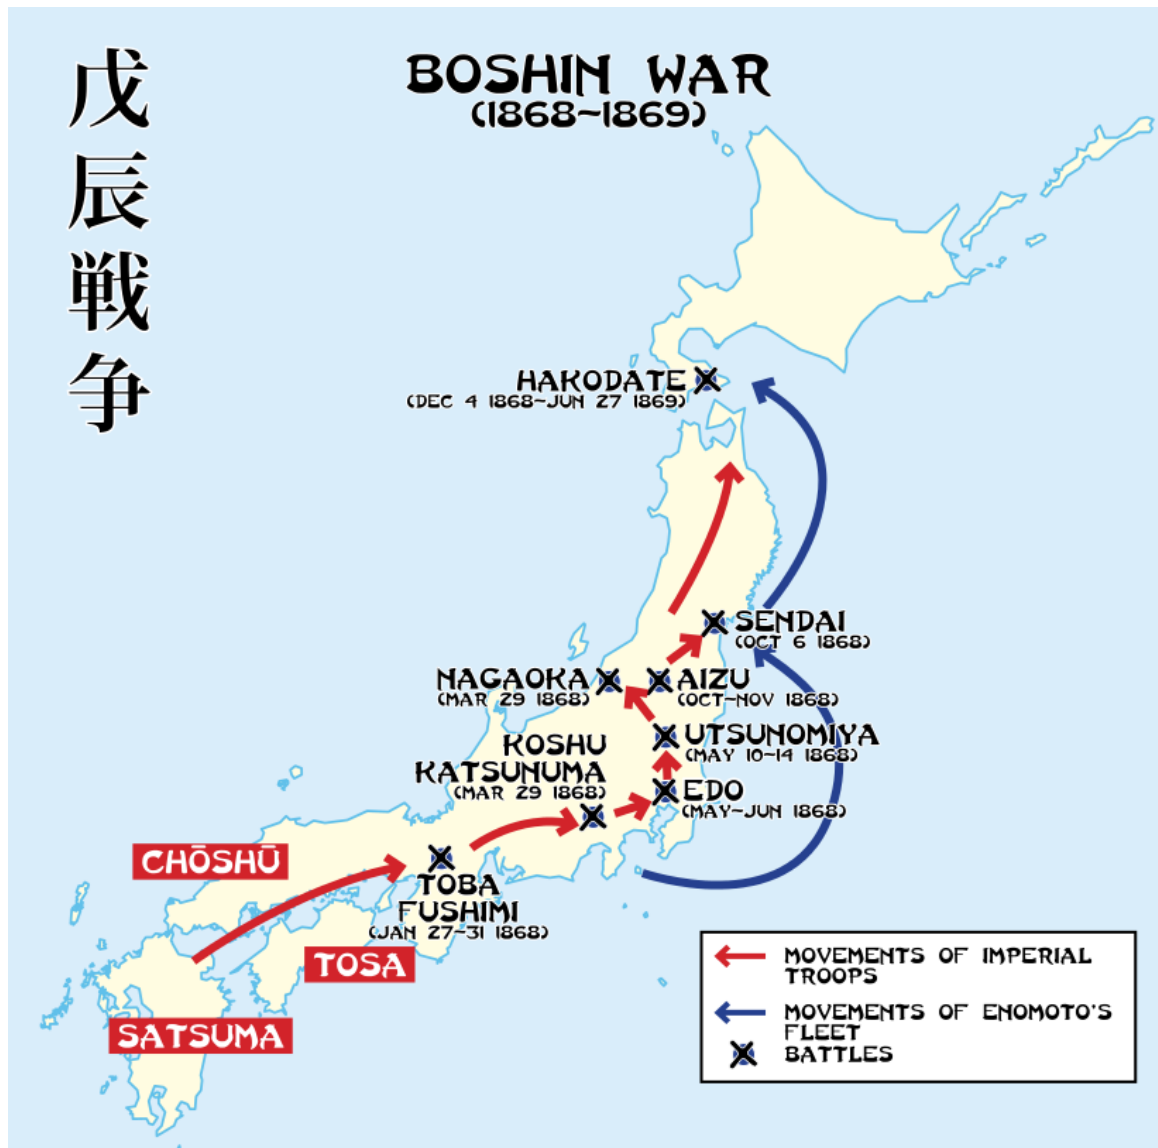 戊辰戦争
BOSHIN WAR
(1868~1869)
HAKODATE
(DEC 4 1868~JUN 27 1869)
SENDAI
(OCT 6 1868)
NAGAOKA
(MAR 29 1868)
AIZU
(OCT~NOV 1868)
UTSUNOMIYA
(MAY 10~14 1868)
KOSHU
KATSUNUMA
(MAR 29 1868)
EDO
(MAY~JUN 1868)
CHŌSHŪ
TOBA
FUSHIMI
(JAN 27~31 1868)
TOSA
SATSUMA
MOVEMENTS OF IMPERIAL
TROOPS
MOVEMENTS OF ENOMOTO'S
FLEET
BATTLES